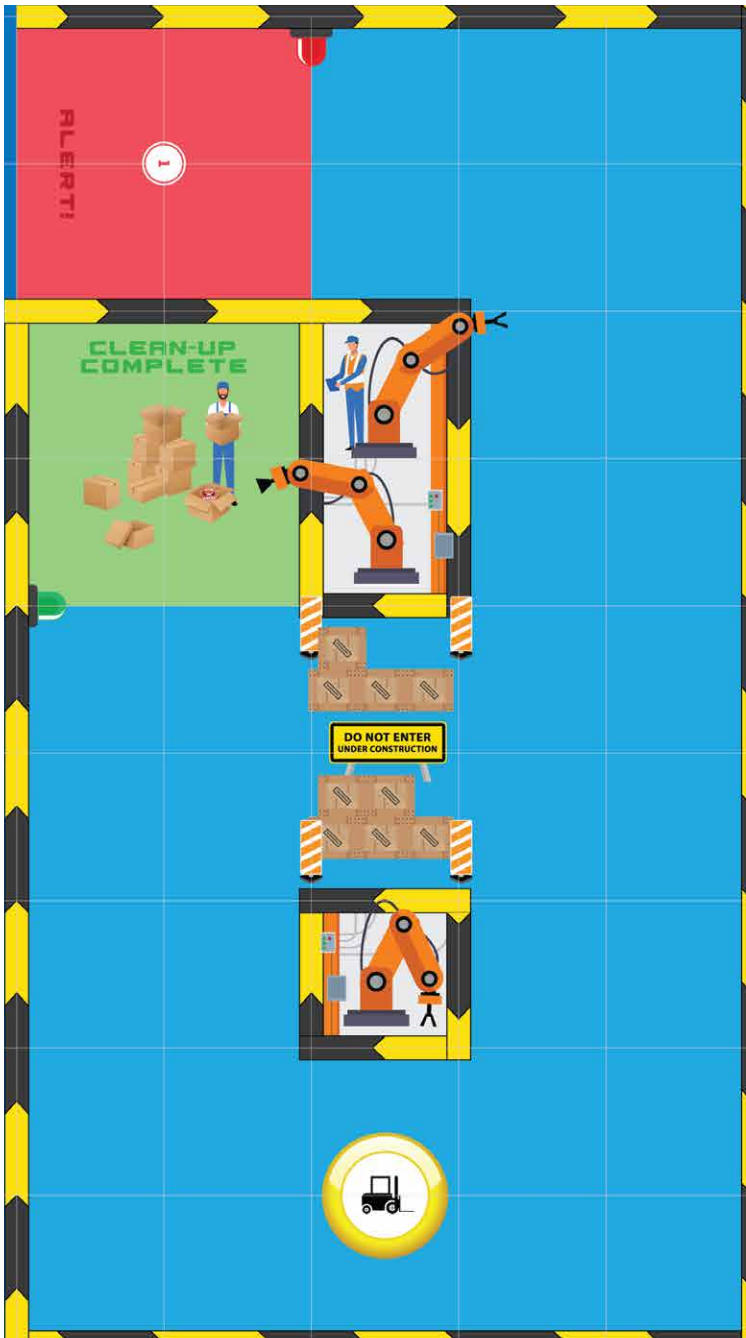 ALERT!
1
CLEAN-UP
COMPLETE
DO NOT ENTER
UNDER CONSTRUCTION